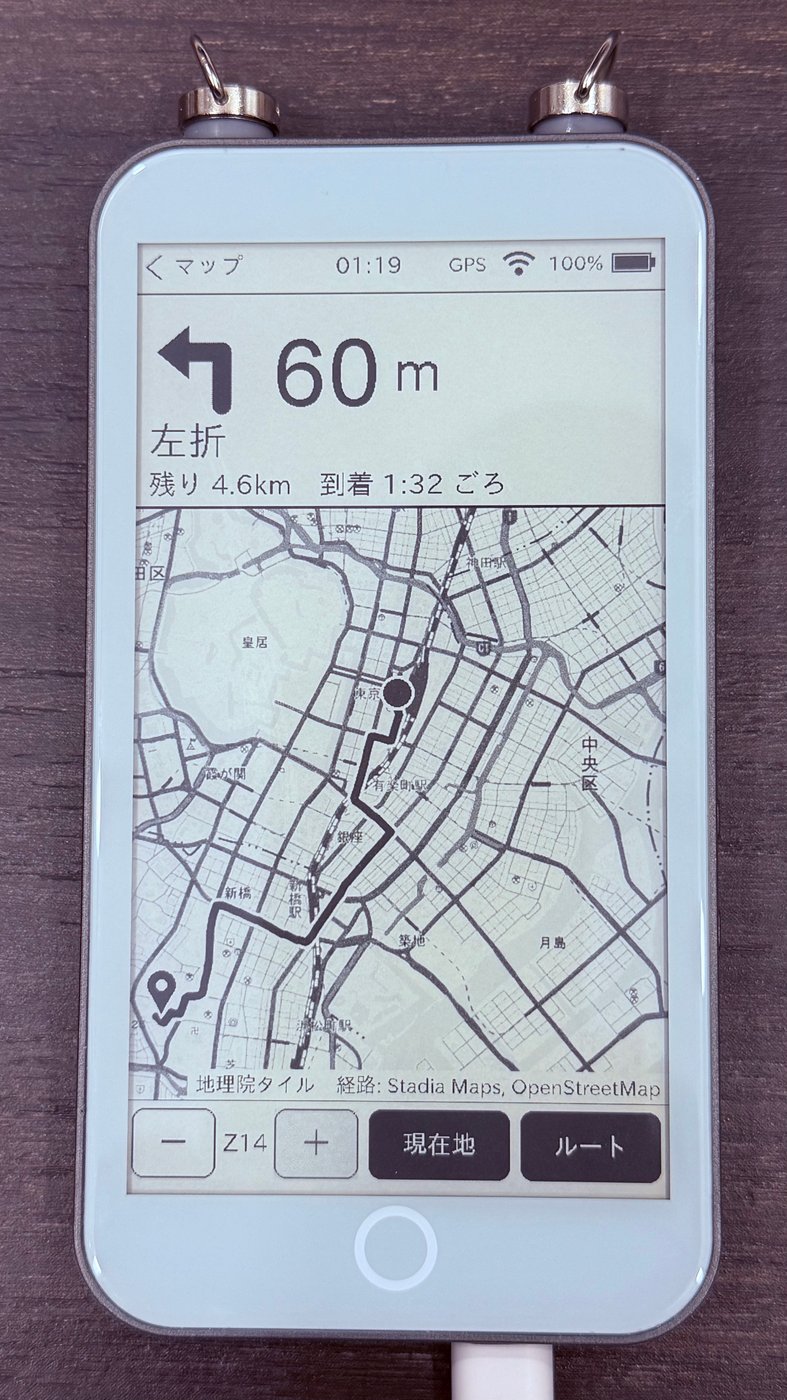 マップ 01:19 GPS 100%
60 m
左折
残り 4.6km 到着 1:32 ごろ
神田駅
田区
皇居
東京
中央区
霞が関
有楽町駅
銀座
新橋
新橋駅
築地
月島
浜松町駅
芝
地理院タイル 経路: Stadia Maps, OpenStreetMap
− Z14 + 現在地 ルート